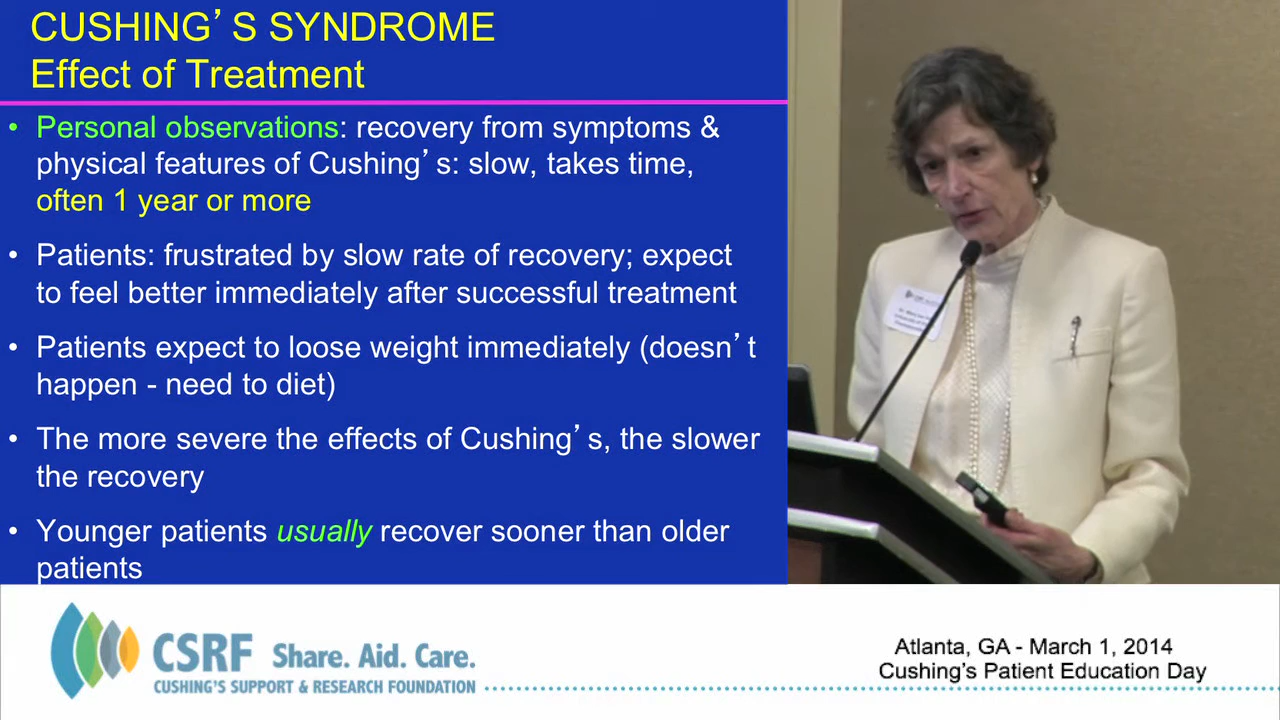 CUSHING’S SYNDROME
Effect of Treatment
• Personal observations: recovery from symptoms &
physical features of Cushing’s: slow, takes time,
often 1 year or more
• Patients: frustrated by slow rate of recovery; expect
to feel better immediately after successful treatment
• Patients expect to loose weight immediately (doesn’t
happen - need to diet)
• The more severe the effects of Cushing’s, the slower
the recovery
• Younger patients usually recover sooner than older
patients
CSRF Share. Aid. Care.
CUSHING'S SUPPORT & RESEARCH FOUNDATION
Atlanta, GA - March 1, 2014
Cushing's Patient Education Day